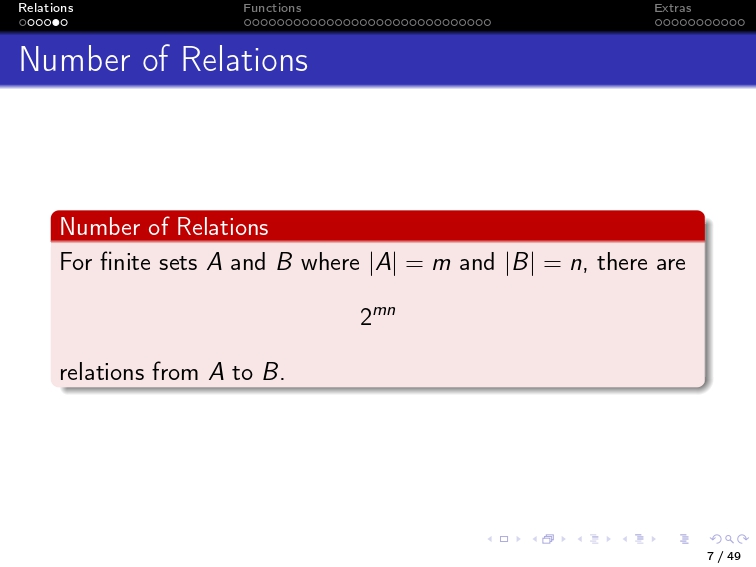 Relations Functions Extras
Number of Relations
Number of Relations
For finite sets A and B where |A| = m and |B| = n, there are
2^{mn}
relations from A to B.
7 / 49